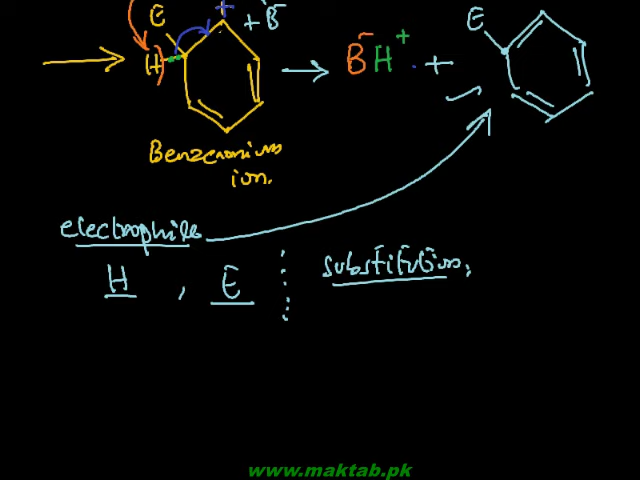 E + + B⁻
H B⁻ H⁺ + E
Benzenonium
ion.
electrophile
H , E substitution,
www.maktab.pk